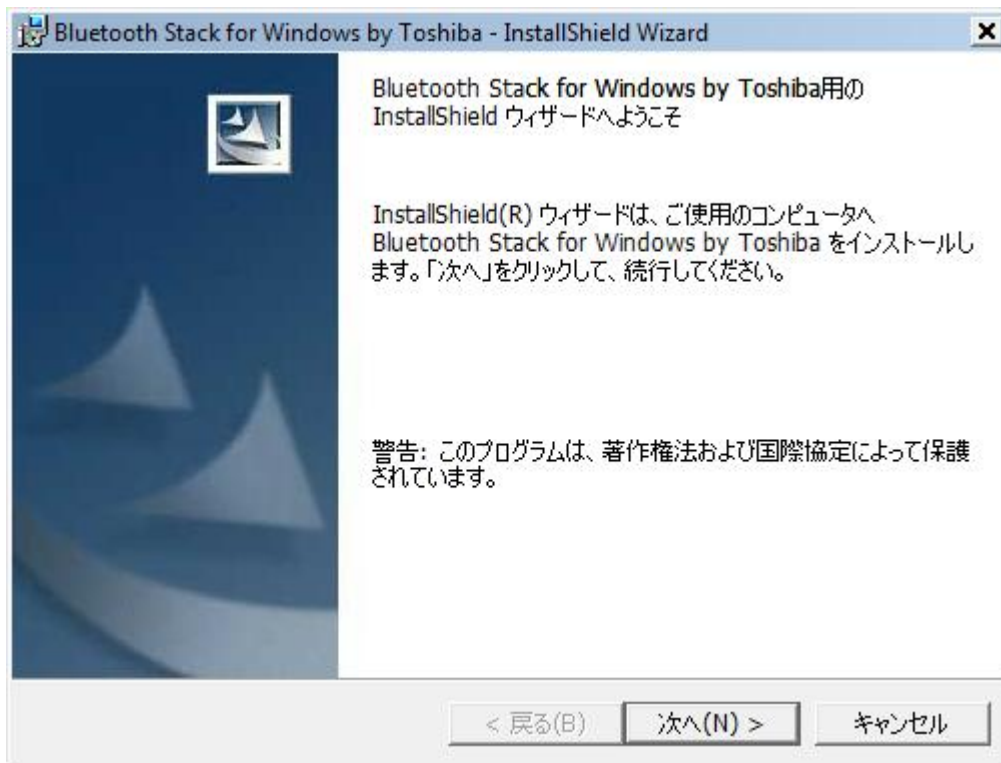 Bluetooth Stack for Windows by Toshiba - InstallShield Wizard
Bluetooth Stack for Windows by Toshiba用の
InstallShield ウィザードへようこそ
InstallShield(R) ウィザードは、ご使用のコンピュータへ
Bluetooth Stack for Windows by Toshiba をインストールし
ます。「次へ」をクリックして、続行してください。
警告: このプログラムは、著作権法および国際協定によって保護
されています。
< 戻る(B)
次へ(N) >
キャンセル